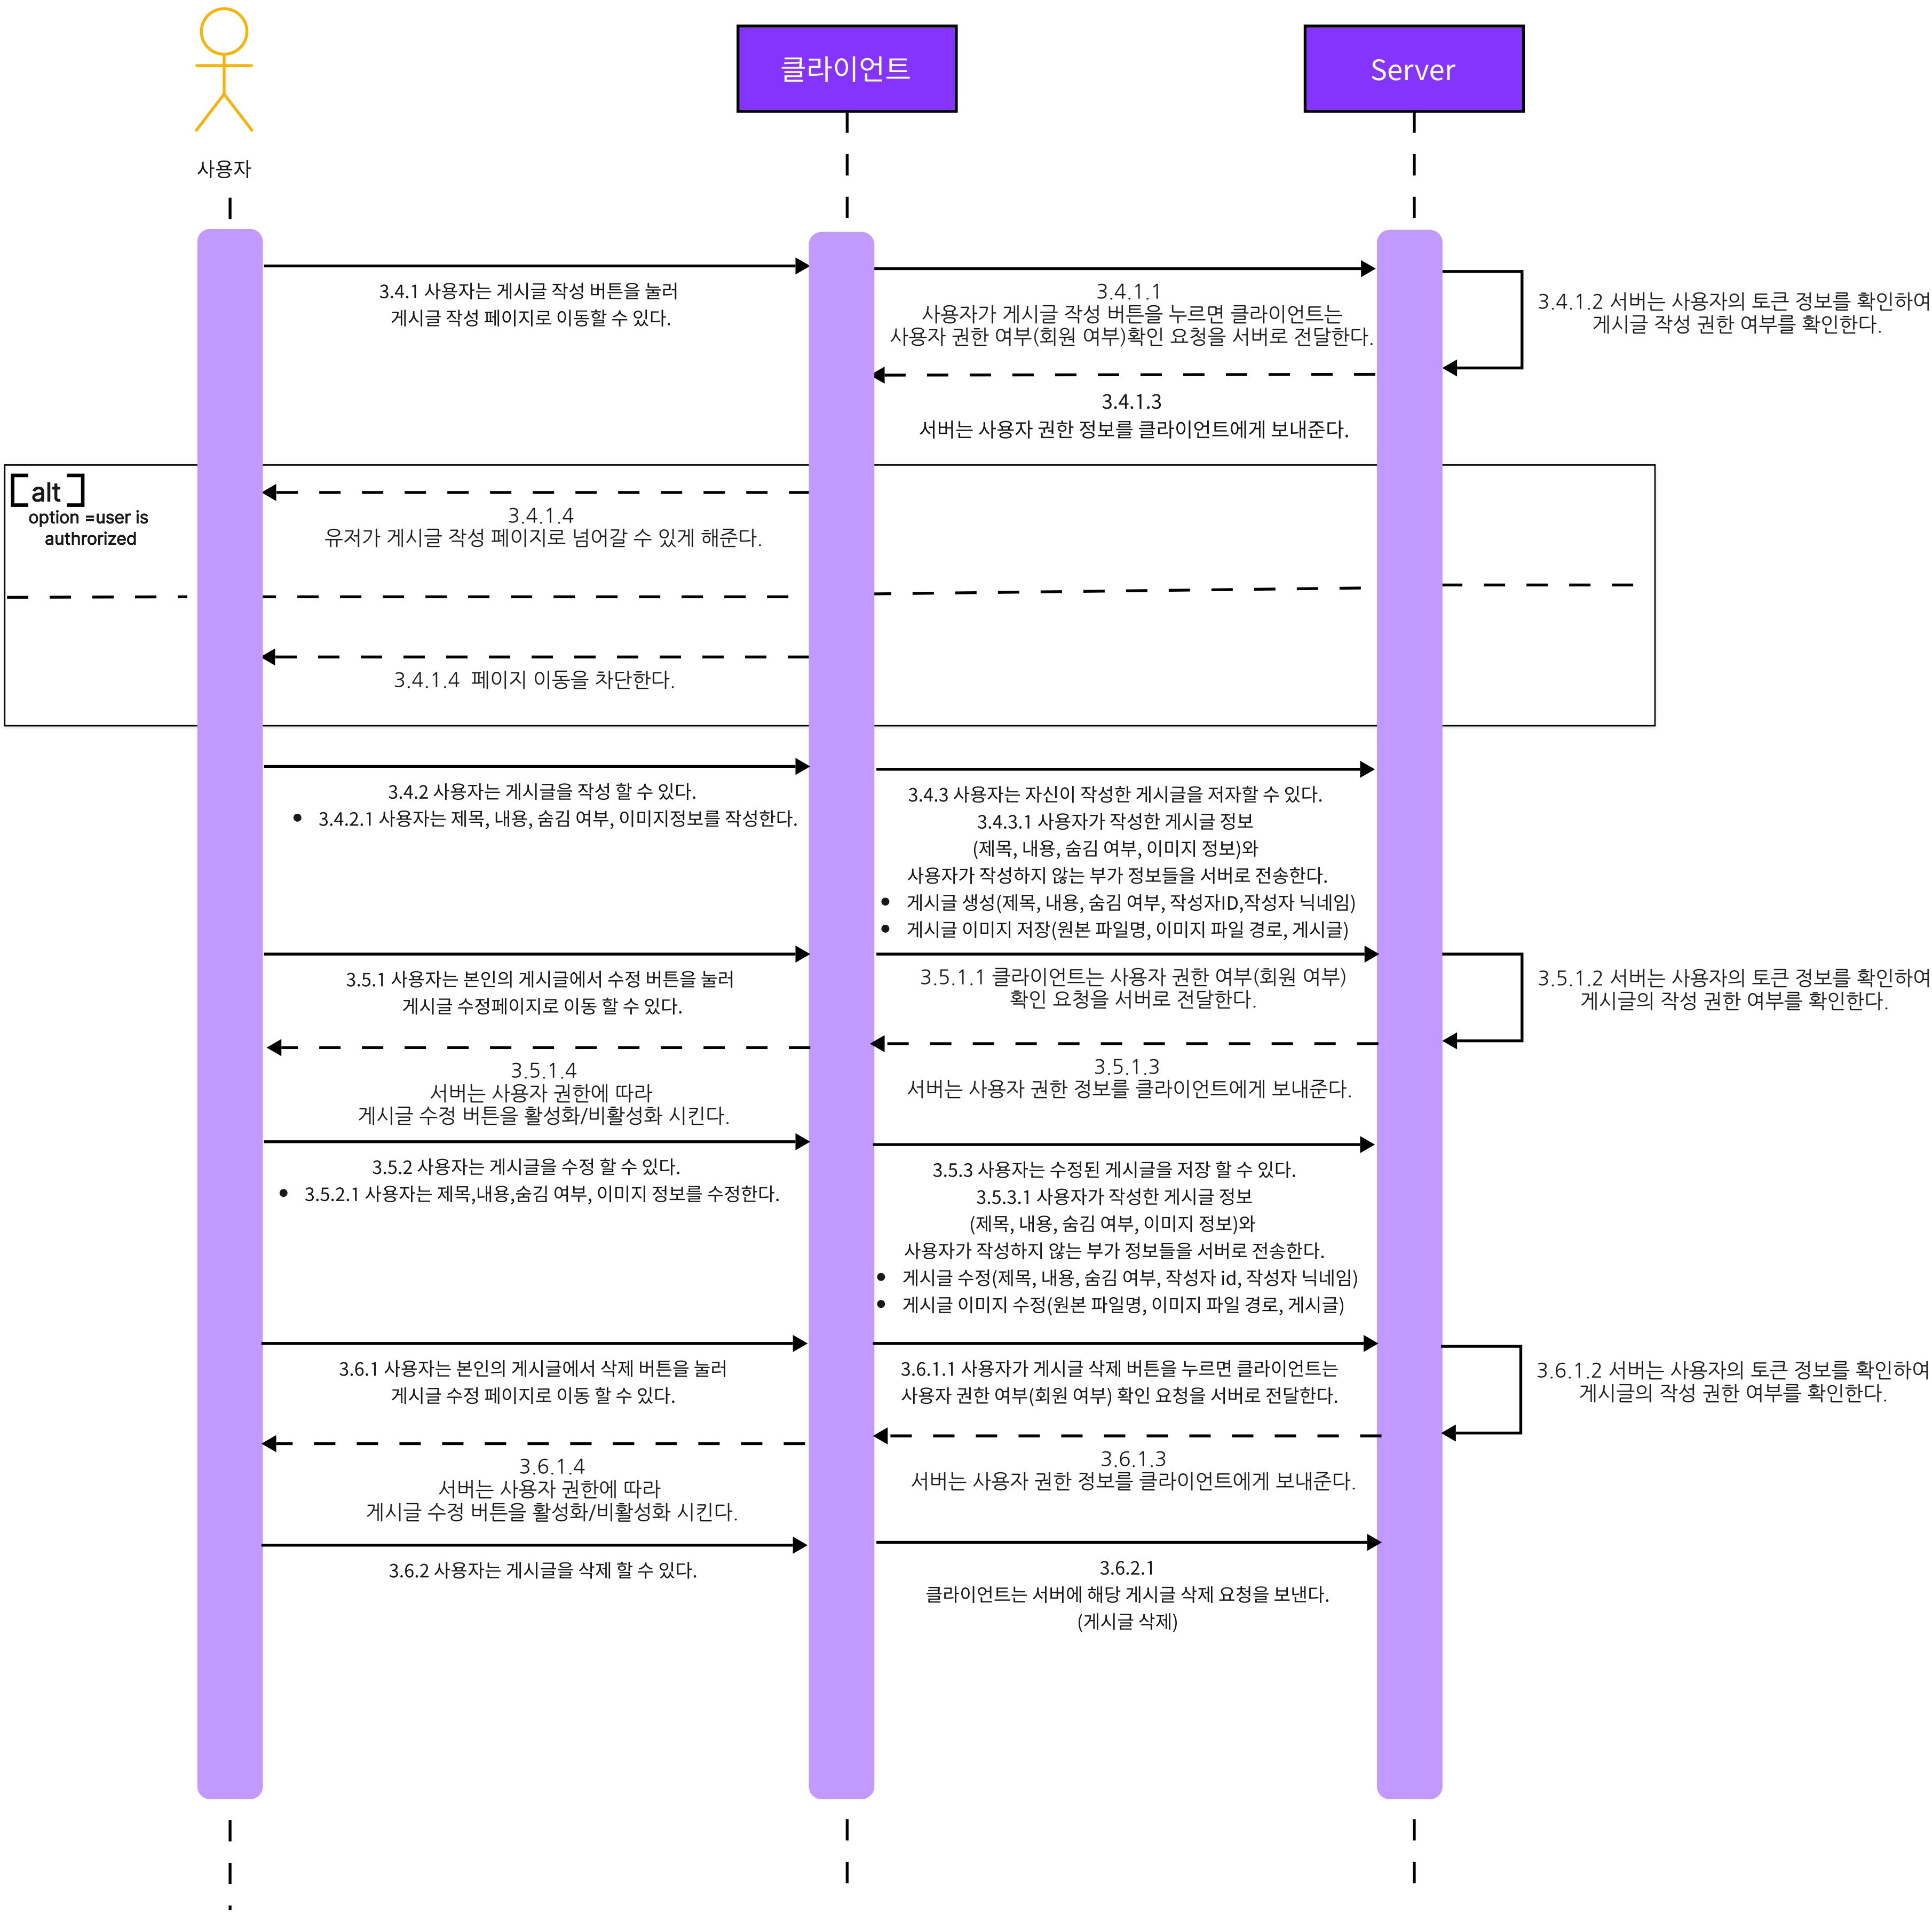 클라이언트
Server
사용자
3.4.1 사용자는 게시글 작성 버튼을 눌러
게시글 작성 페이지로 이동할 수 있다.
3.4.1.1
사용자가 게시글 작성 버튼을 누르면 클라이언트는
사용자 권한 여부(회원 여부)확인 요청을 서버로 전달한다.
3.4.1.2 서버는 사용자의 토큰 정보를 확인하여
게시글 작성 권한 여부를 확인한다.
3.4.1.3
서버는 사용자 권한 정보를 클라이언트에게 보내준다.
alt
option =user is
authrorized
3.4.1.4
유저가 게시글 작성 페이지로 넘어갈 수 있게 해준다.
3.4.1.4 페이지 이동을 차단한다.
3.4.2 사용자는 게시글을 작성 할 수 있다.
• 3.4.2.1 사용자는 제목, 내용, 숨김 여부, 이미지정보를 작성한다.
3.4.3 사용자는 자신이 작성한 게시글을 저자할 수 있다.
3.4.3.1 사용자가 작성한 게시글 정보
(제목, 내용, 숨김 여부, 이미지 정보)와
사용자가 작성하지 않는 부가 정보들을 서버로 전송한다.
• 게시글 생성(제목, 내용, 숨김 여부, 작성자ID,작성자 닉네임)
• 게시글 이미지 저장(원본 파일명, 이미지 파일 경로, 게시글)
3.5.1 사용자는 본인의 게시글에서 수정 버튼을 눌러
게시글 수정페이지로 이동 할 수 있다.
3.5.1.1 클라이언트는 사용자 권한 여부(회원 여부)
확인 요청을 서버로 전달한다.
3.5.1.2 서버는 사용자의 토큰 정보를 확인하여
게시글의 작성 권한 여부를 확인한다.
3.5.1.3
서버는 사용자 권한 정보를 클라이언트에게 보내준다.
3.5.1.4
서버는 사용자 권한에 따라
게시글 수정 버튼을 활성화/비활성화 시킨다.
3.5.2 사용자는 게시글을 수정 할 수 있다.
• 3.5.2.1 사용자는 제목,내용,숨김 여부, 이미지 정보를 수정한다.
3.5.3 사용자는 수정된 게시글을 저장 할 수 있다.
3.5.3.1 사용자가 작성한 게시글 정보
(제목, 내용, 숨김 여부, 이미지 정보)와
사용자가 작성하지 않는 부가 정보들을 서버로 전송한다.
• 게시글 수정(제목, 내용, 숨김 여부, 작성자 id, 작성자 닉네임)
• 게시글 이미지 수정(원본 파일명, 이미지 파일 경로, 게시글)
3.6.1 사용자는 본인의 게시글에서 삭제 버튼을 눌러
게시글 수정 페이지로 이동 할 수 있다.
3.6.1.1 사용자가 게시글 삭제 버튼을 누르면 클라이언트는
사용자 권한 여부(회원 여부) 확인 요청을 서버로 전달한다.
3.6.1.2 서버는 사용자의 토큰 정보를 확인하여
게시글의 작성 권한 여부를 확인한다.
3.6.1.3
서버는 사용자 권한 정보를 클라이언트에게 보내준다.
3.6.1.4
서버는 사용자 권한에 따라
게시글 수정 버튼을 활성화/비활성화 시킨다.
3.6.2 사용자는 게시글을 삭제 할 수 있다.
3.6.2.1
클라이언트는 서버에 해당 게시글 삭제 요청을 보낸다.
(게시글 삭제)